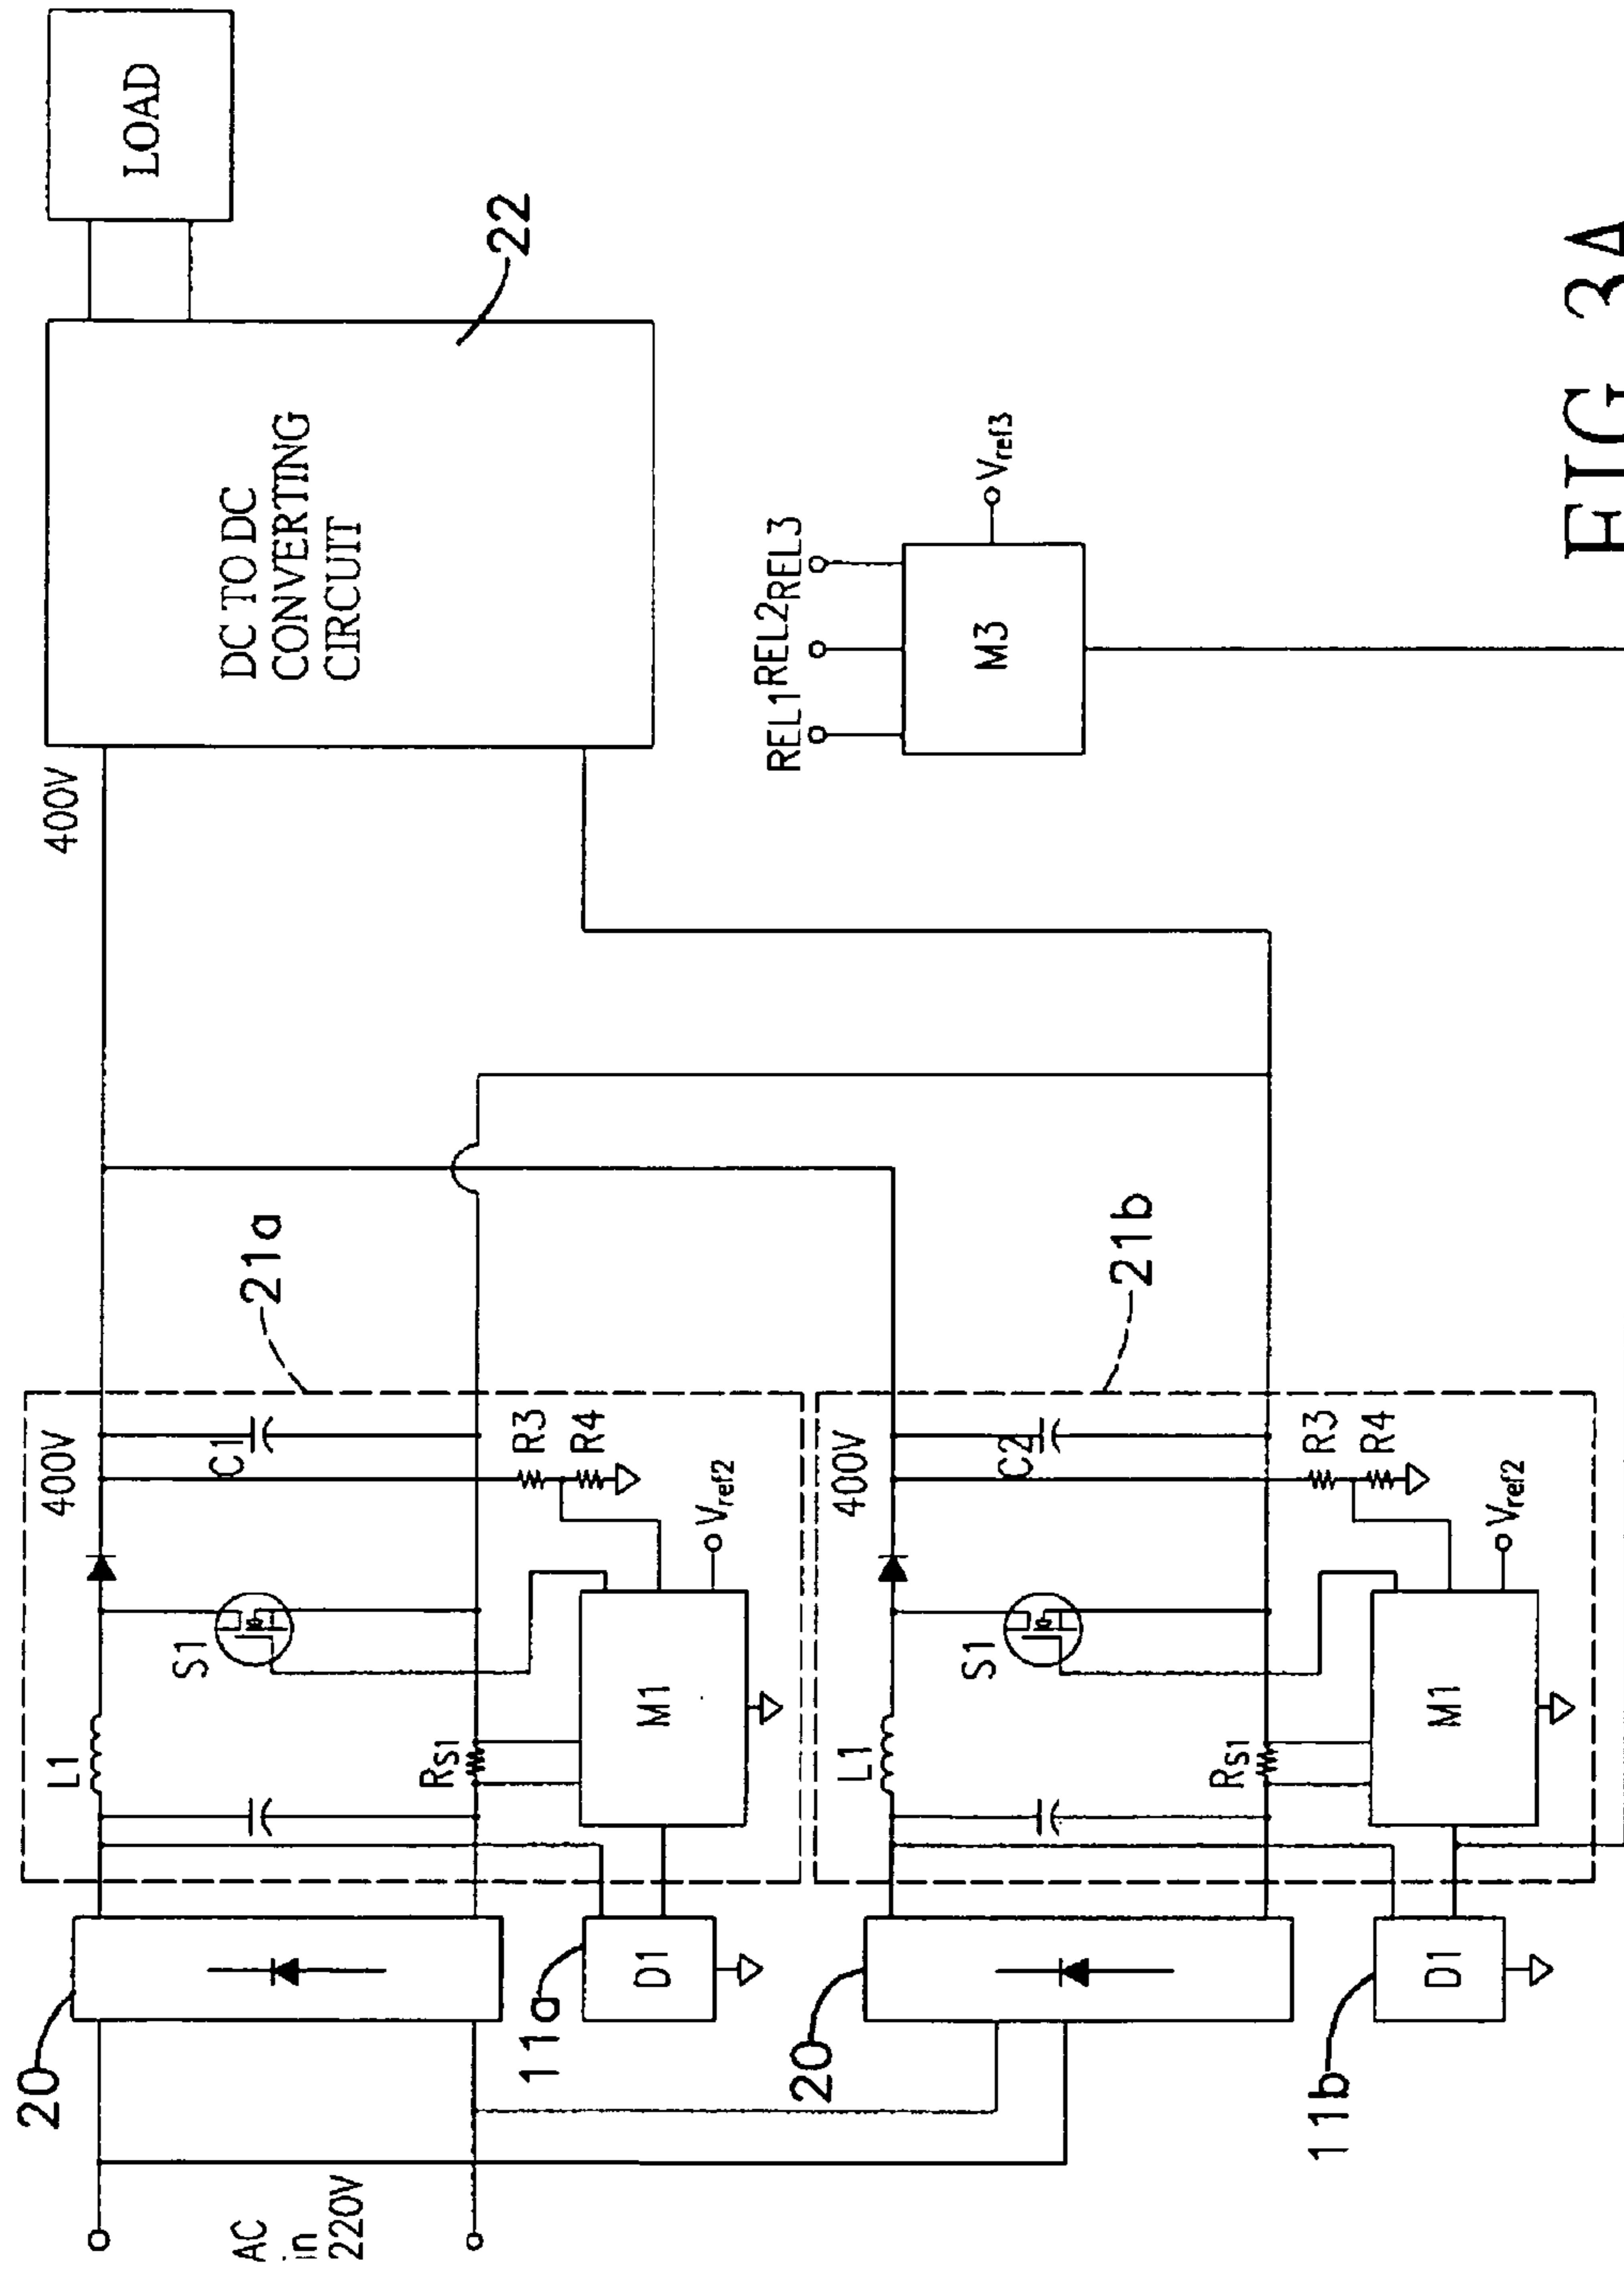 AC
in
220V
20
L1
S1
400V
C1
RS1
R3
R4
M1
Vref2
D1
11a
21a
20
L1
S1
400V
C2
RS1
R3
R4
M1
Vref2
D1
11b
21b
400V
DC TO DC
CONVERTING
CIRCUIT
22
LOAD
REL1 REL2 REL3
M3
Vref3
FIG 3A